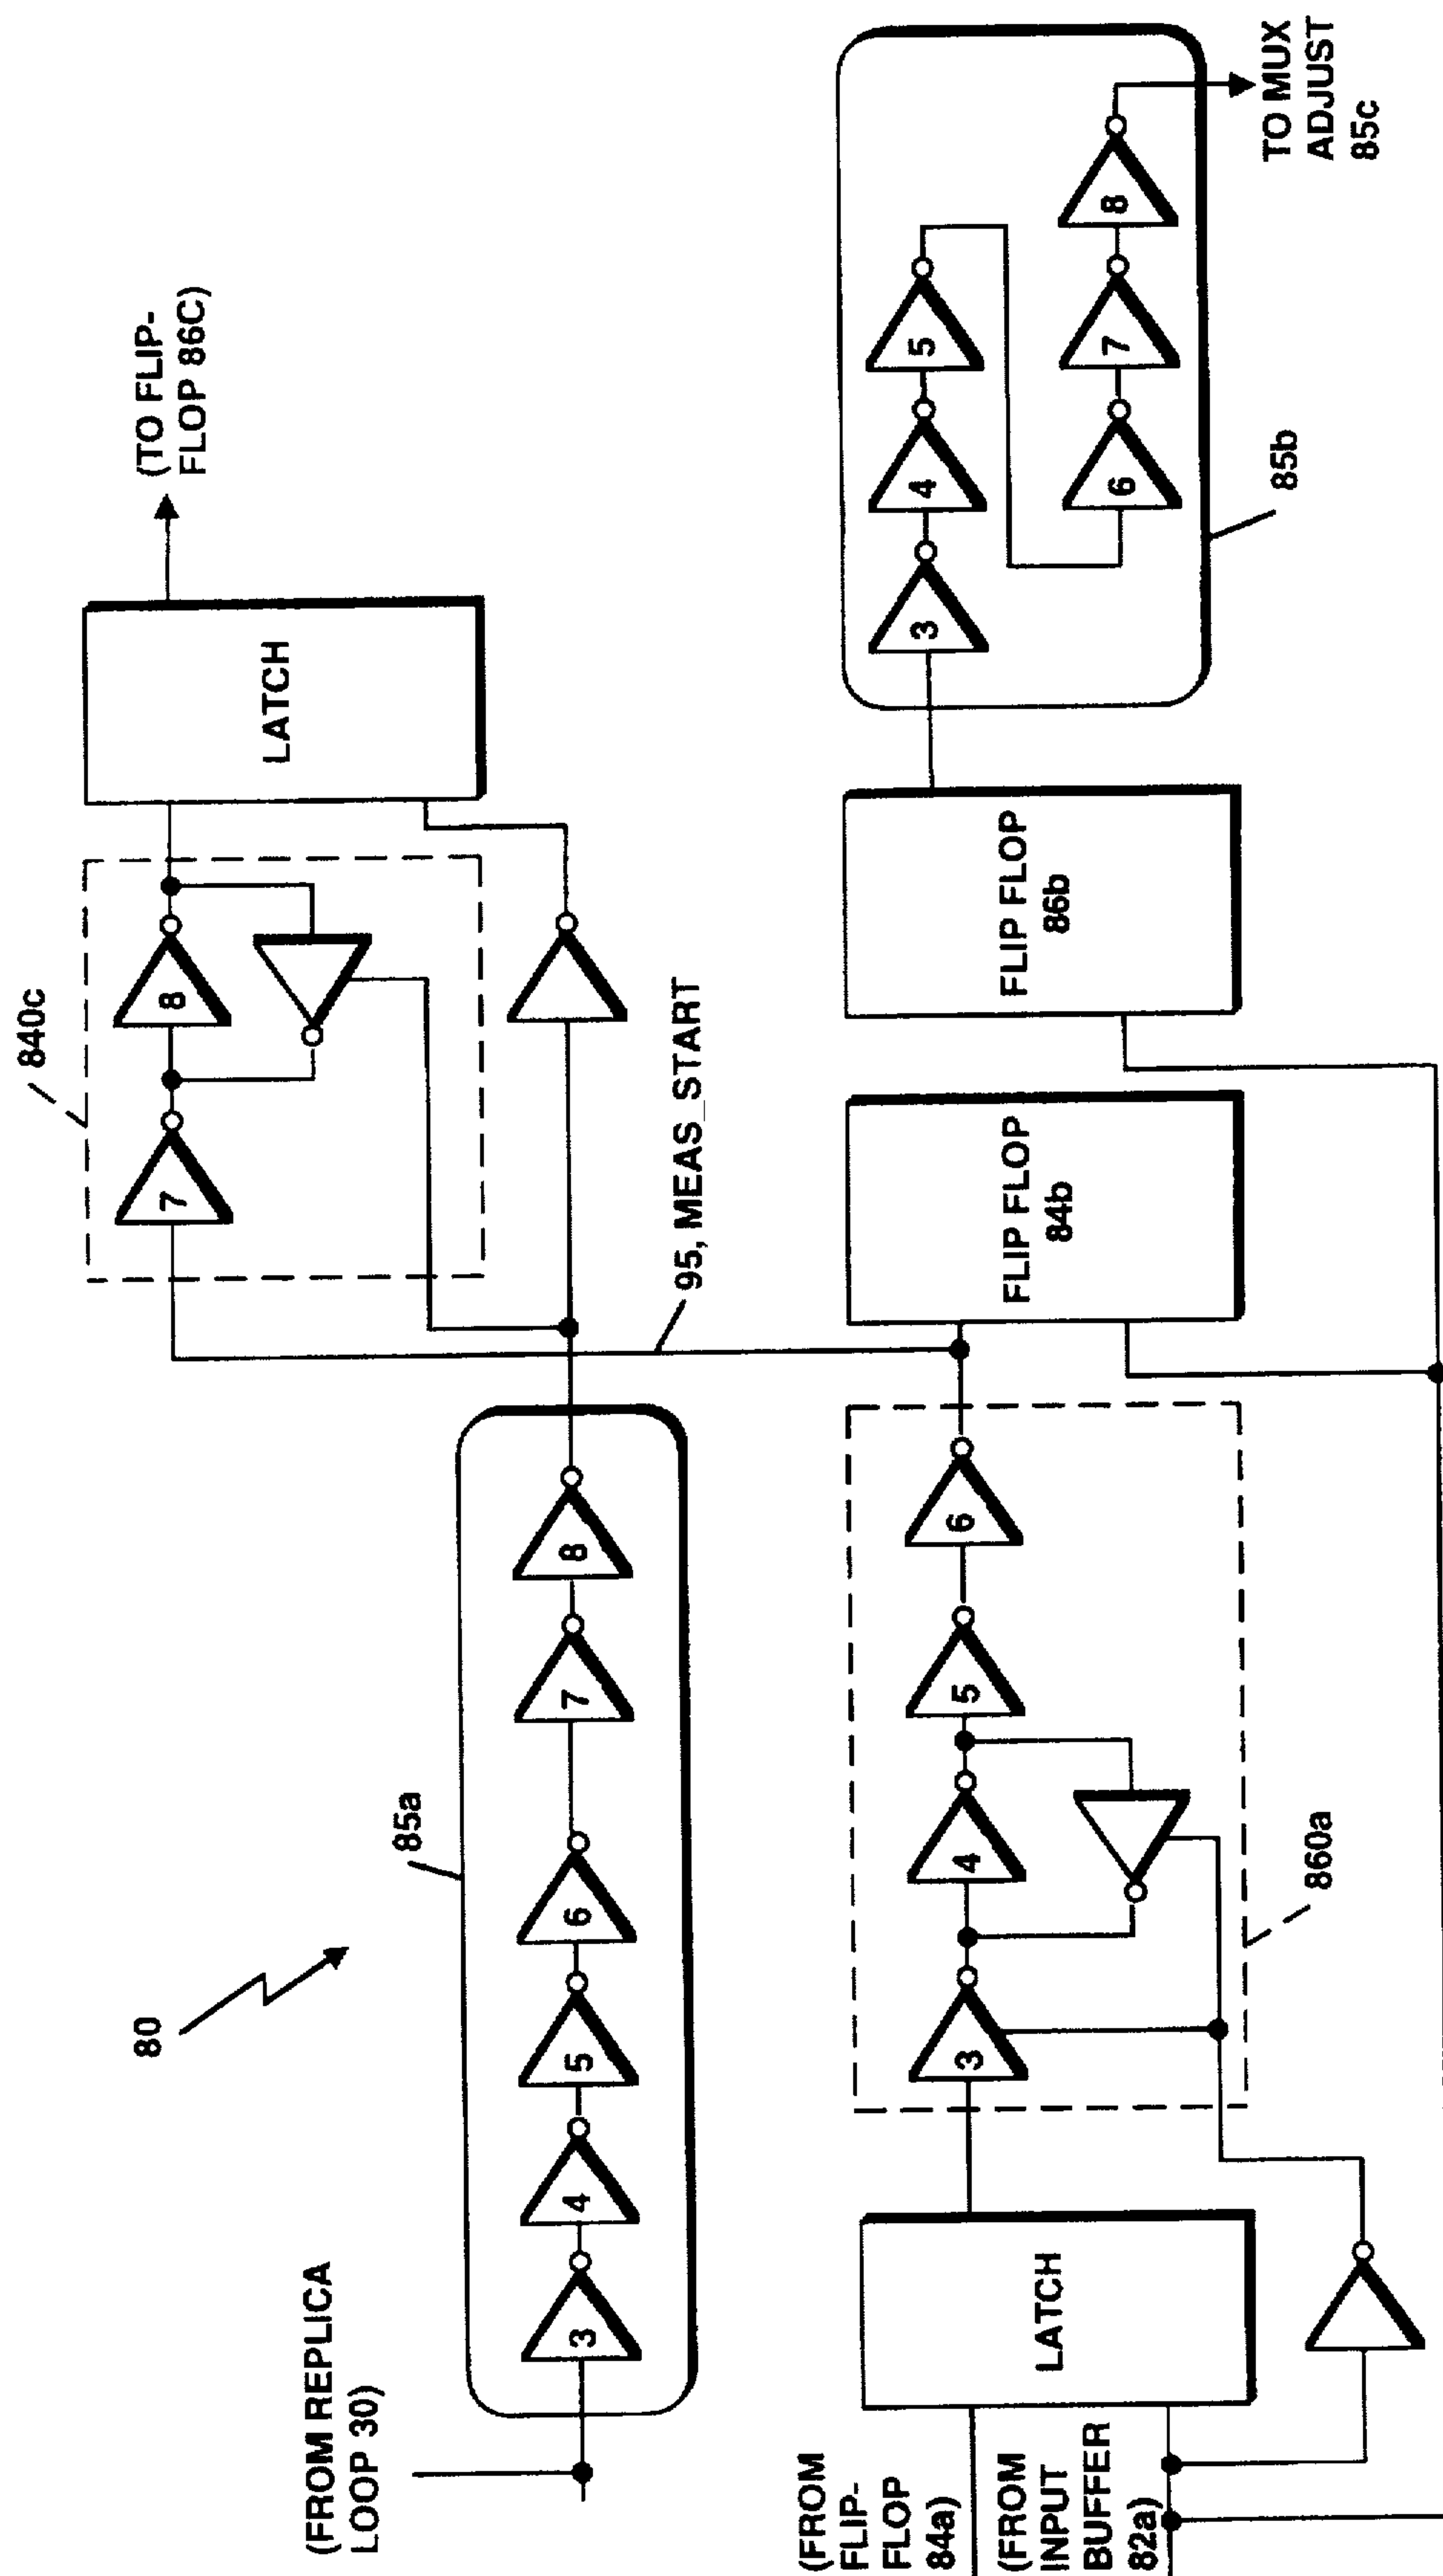 80
(FROM REPLICA
LOOP 30)
3
4
5
6
7
8
85a
840c
7
8
LATCH
(TO FLIP-
FLOP 86C)
95, MEAS_START
(FROM
FLIP-
FLOP
84a)
(FROM
INPUT
BUFFER
82a)
LATCH
3
4
5
6
860a
FLIP FLOP
84b
FLIP FLOP
86b
3
4
5
6
7
8
85b
TO MUX
ADJUST
85c